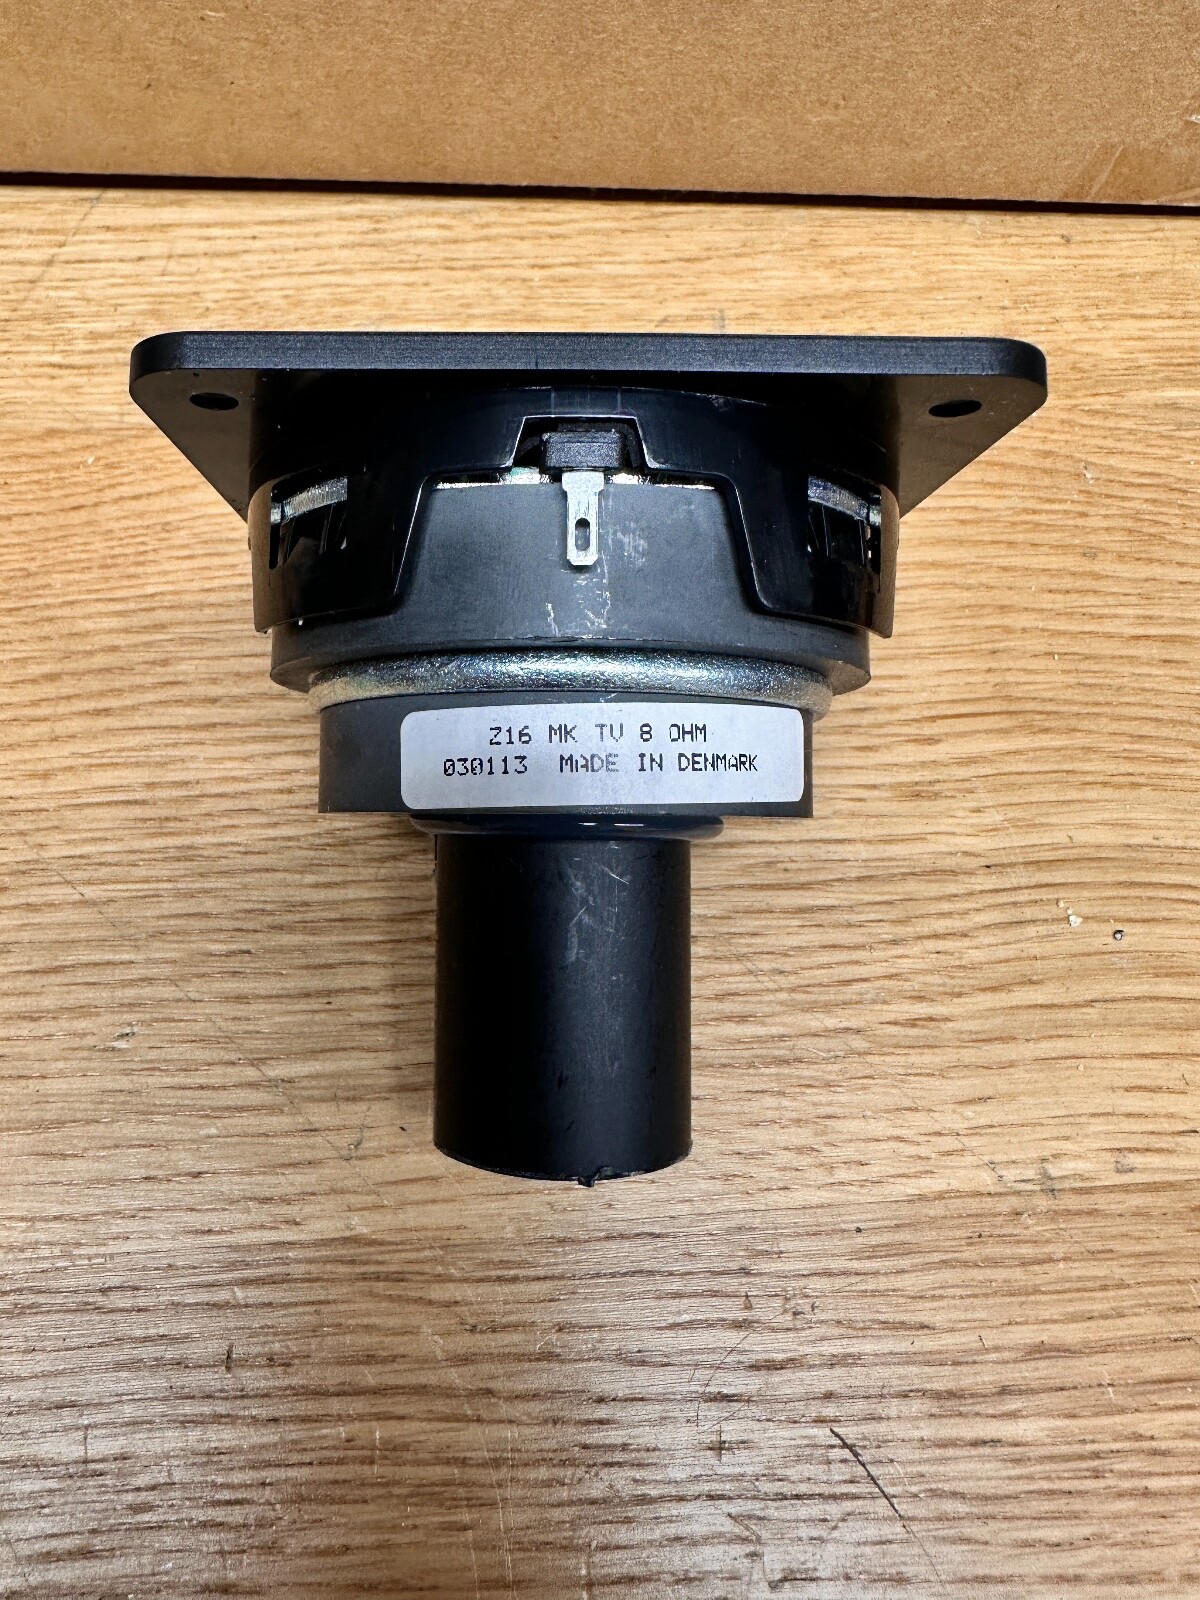 Z16 MK TV 8 OHM
030113 MADE IN DENMARK